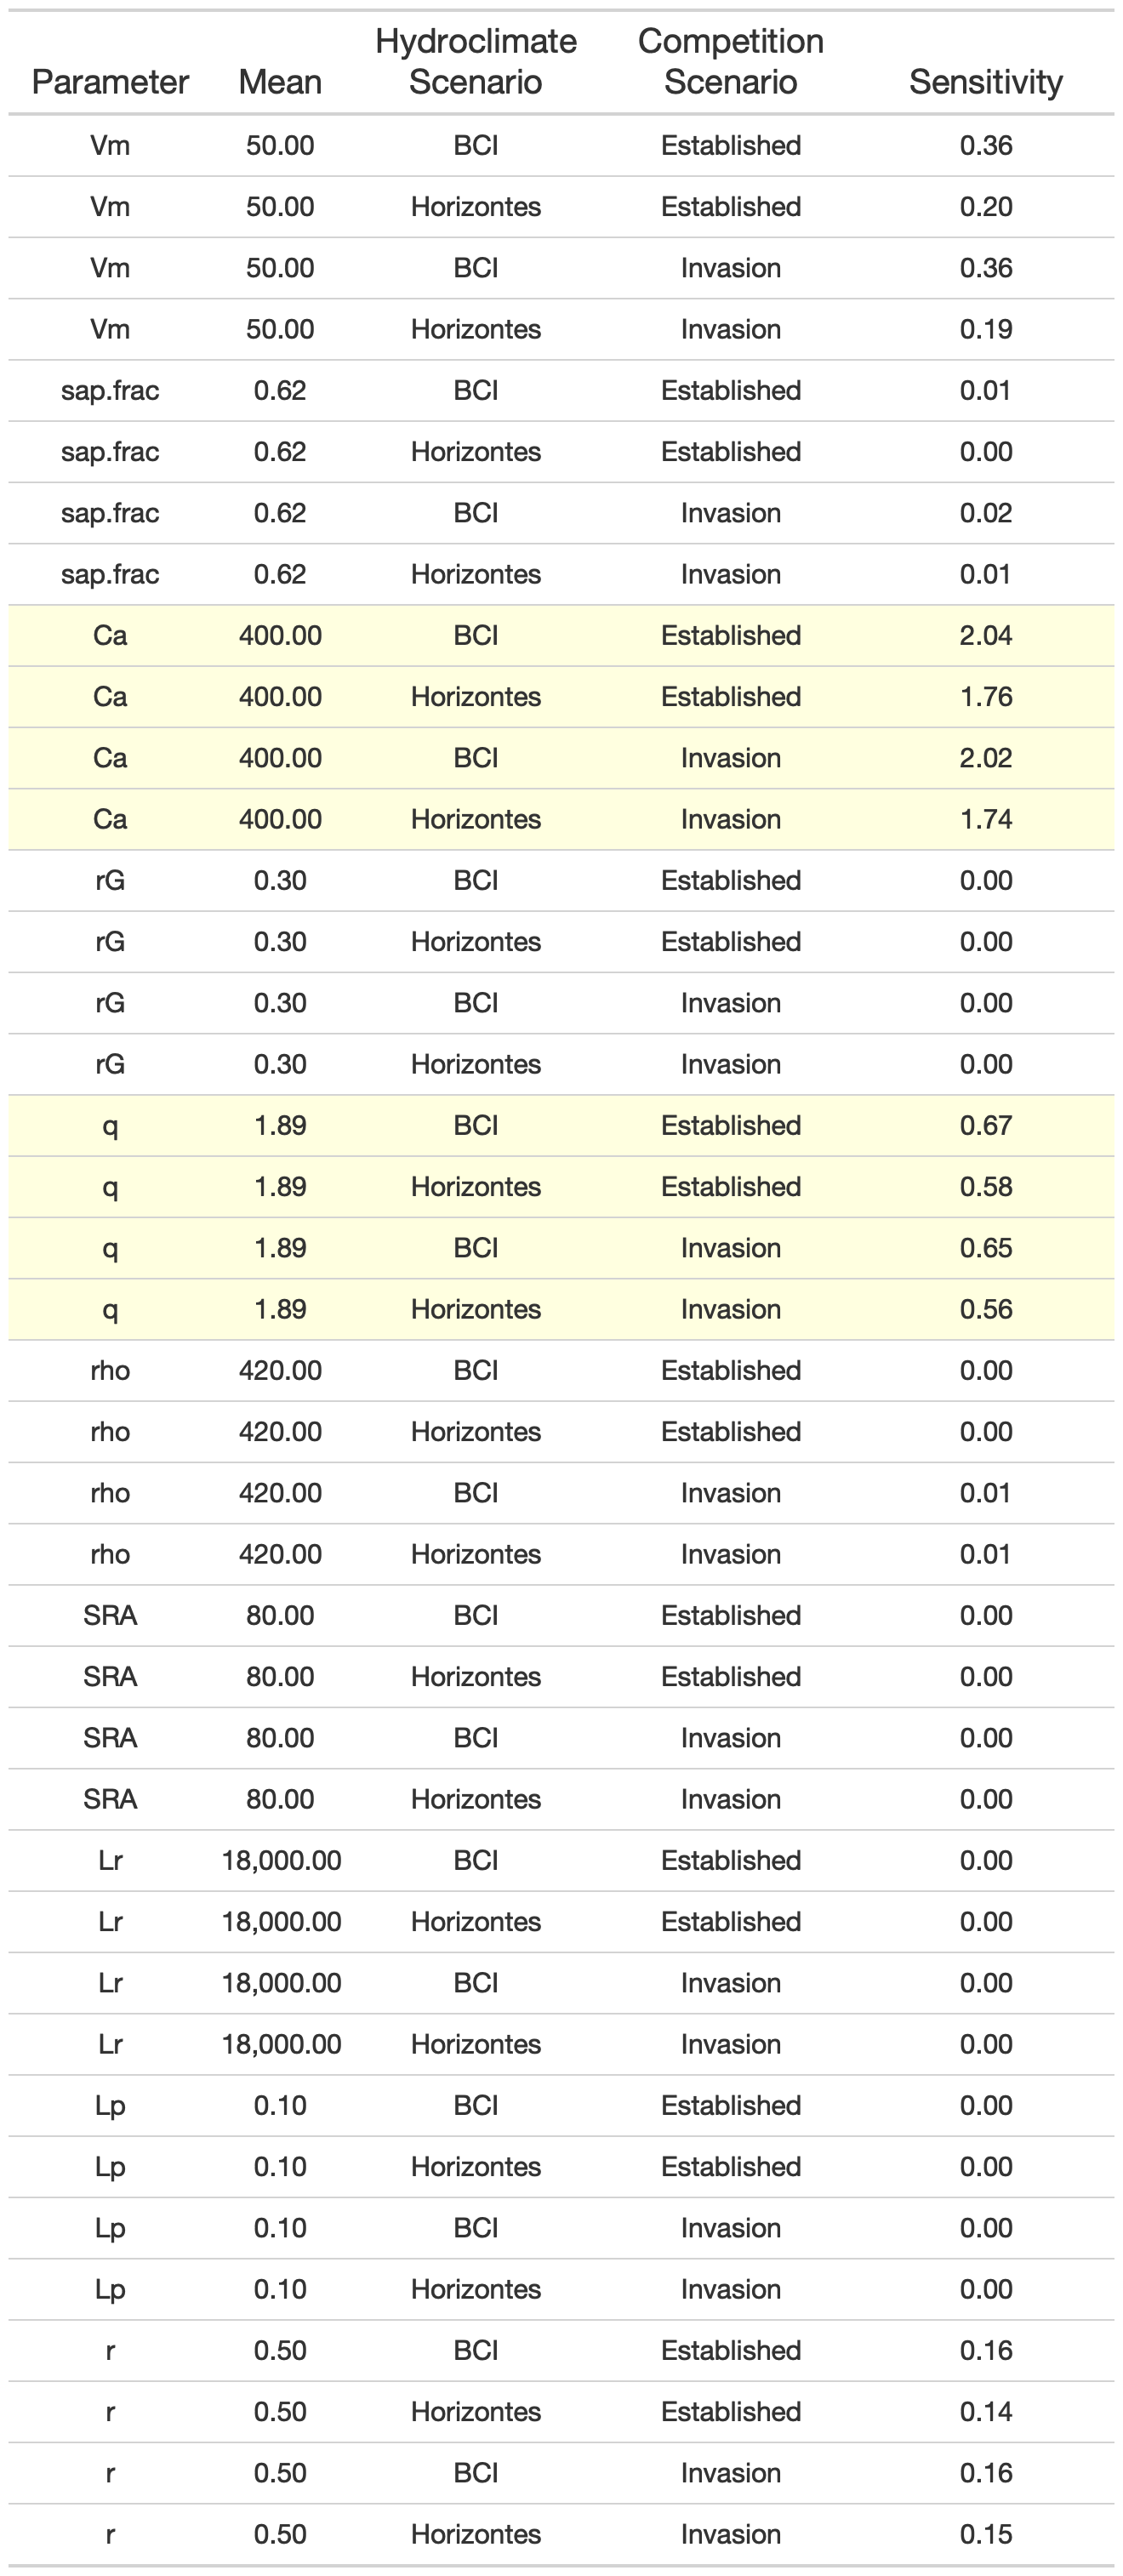 Parameter Mean Hydroclimate Scenario Competition Scenario Sensitivity
Vm 50.00 BCI Established 0.36
Vm 50.00 Horizontes Established 0.20
Vm 50.00 BCI Invasion 0.36
Vm 50.00 Horizontes Invasion 0.19
sap.frac 0.62 BCI Established 0.01
sap.frac 0.62 Horizontes Established 0.00
sap.frac 0.62 BCI Invasion 0.02
sap.frac 0.62 Horizontes Invasion 0.01
Ca 400.00 BCI Established 2.04
Ca 400.00 Horizontes Established 1.76
Ca 400.00 BCI Invasion 2.02
Ca 400.00 Horizontes Invasion 1.74
rG 0.30 BCI Established 0.00
rG 0.30 Horizontes Established 0.00
rG 0.30 BCI Invasion 0.00
rG 0.30 Horizontes Invasion 0.00
q 1.89 BCI Established 0.67
q 1.89 Horizontes Established 0.58
q 1.89 BCI Invasion 0.65
q 1.89 Horizontes Invasion 0.56
rho 420.00 BCI Established 0.00
rho 420.00 Horizontes Established 0.00
rho 420.00 BCI Invasion 0.01
rho 420.00 Horizontes Invasion 0.01
SRA 80.00 BCI Established 0.00
SRA 80.00 Horizontes Established 0.00
SRA 80.00 BCI Invasion 0.00
SRA 80.00 Horizontes Invasion 0.00
Lr 18,000.00 BCI Established 0.00
Lr 18,000.00 Horizontes Established 0.00
Lr 18,000.00 BCI Invasion 0.00
Lr 18,000.00 Horizontes Invasion 0.00
Lp 0.10 BCI Established 0.00
Lp 0.10 Horizontes Established 0.00
Lp 0.10 BCI Invasion 0.00
Lp 0.10 Horizontes Invasion 0.00
r 0.50 BCI Established 0.16
r 0.50 Horizontes Established 0.14
r 0.50 BCI Invasion 0.16
r 0.50 Horizontes Invasion 0.15